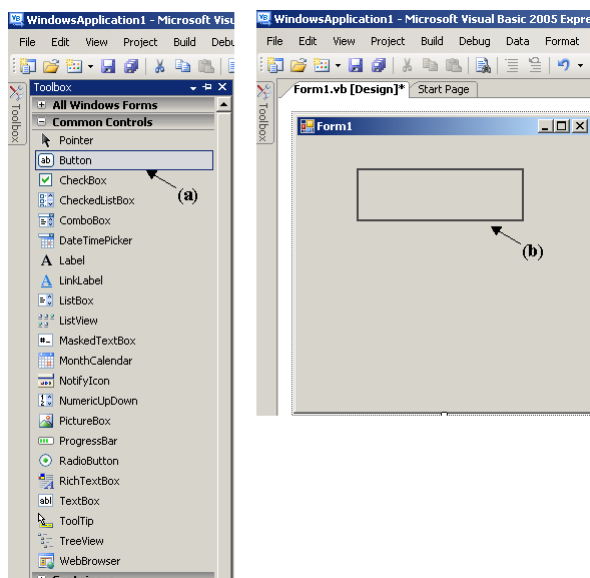 WindowsApplication1 - Microsoft Visu
File Edit View Project Build Debu
Toolbox
Toolbox
All Windows Forms
Common Controls
Pointer
Button
CheckBox
(a)
CheckedListBox
ComboBox
DateTimePicker
A Label
A LinkLabel
ListBox
ListView
MaskedTextBox
MonthCalendar
NotifyIcon
NumericUpDown
PictureBox
ProgressBar
RadioButton
RichTextBox
abl TextBox
ToolTip
TreeView
WebBrowser
WindowsApplication1 - Microsoft Visual Basic 2005 Expre
File Edit View Project Build Debug Data Format
Form1.vb [Design]* Start Page
Toolbox
Form1
(b)